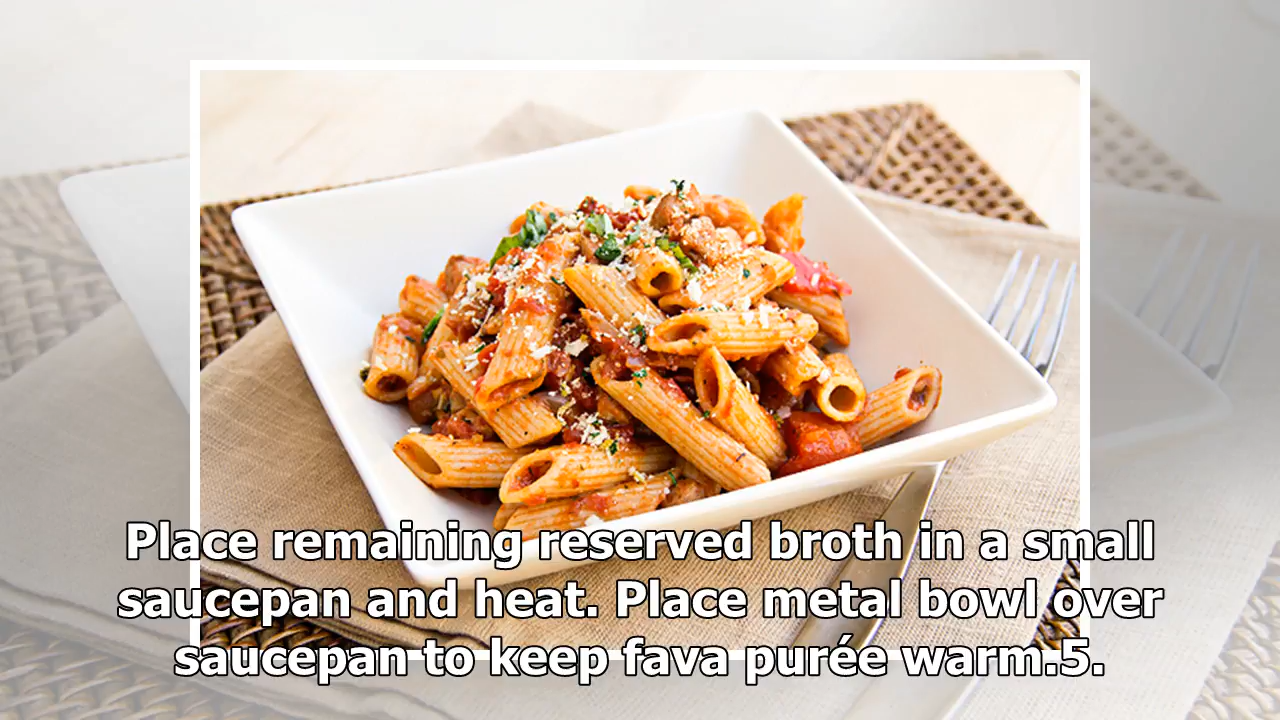 Place remaining reserved broth in a small
saucepan and heat. Place metal bowl over
saucepan to keep fava purée warm.5.